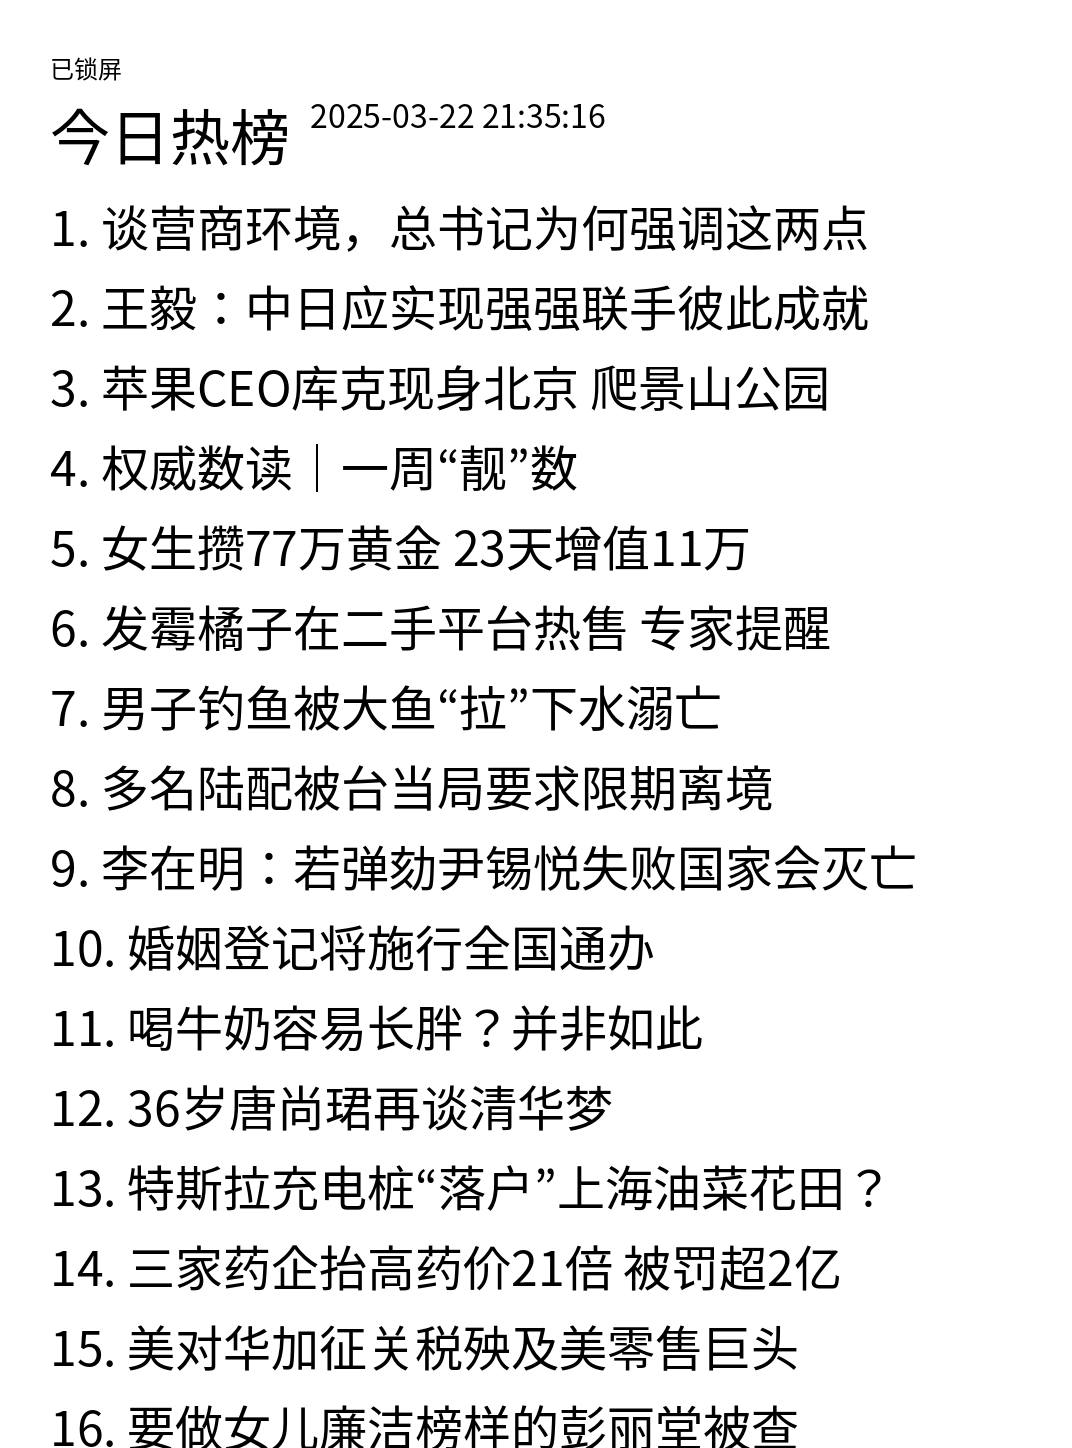 已锁屏
今日热榜 2025-03-22 21:35:16
1. 谈营商环境，总书记为何强调这两点
2. 王毅：中日应实现强强联手彼此成就
3. 苹果CEO库克现身北京 爬景山公园
4. 权威数读｜一周“靓”数
5. 女生攒77万黄金 23天增值11万
6. 发霉橘子在二手平台热售 专家提醒
7. 男子钓鱼被大鱼“拉”下水溺亡
8. 多名陆配被台当局要求限期离境
9. 李在明：若弹劾尹锡悦失败国家会灭亡
10. 婚姻登记将施行全国通办
11. 喝牛奶容易长胖？并非如此
12. 36岁唐尚珺再谈清华梦
13. 特斯拉充电桩“落户”上海油菜花田？
14. 三家药企抬高药价21倍 被罚超2亿
15. 美对华加征关税殃及美零售巨头
16. 要做女儿廉洁榜样的彭丽堂被查